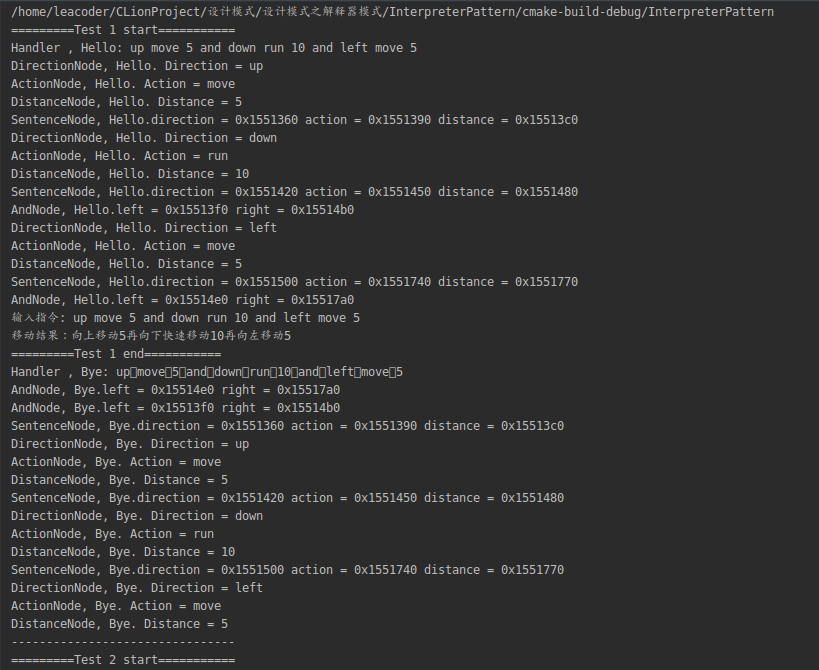 /home/leacoder/CLionProject/设计模式/设计模式之解释器模式/InterpreterPattern/cmake-build-debug/InterpreterPattern
=========Test 1 start===========
Handler , Hello: up move 5 and down run 10 and left move 5
DirectionNode, Hello. Direction = up
ActionNode, Hello. Action = move
DistanceNode, Hello. Distance = 5
SentenceNode, Hello.direction = 0x1551360 action = 0x1551390 distance = 0x15513c0
DirectionNode, Hello. Direction = down
ActionNode, Hello. Action = run
DistanceNode, Hello. Distance = 10
SentenceNode, Hello.direction = 0x1551420 action = 0x1551450 distance = 0x1551480
AndNode, Hello.left = 0x15513f0 right = 0x15514b0
DirectionNode, Hello. Direction = left
ActionNode, Hello. Action = move
DistanceNode, Hello. Distance = 5
SentenceNode, Hello.direction = 0x1551500 action = 0x1551740 distance = 0x1551770
AndNode, Hello.left = 0x15514e0 right = 0x15517a0
输入指令: up move 5 and down run 10 and left move 5
移动结果：向上移动5再向下快速移动10再向左移动5
=========Test 1 end===========
Handler , Bye: up□move□5□and□down□run□10□and□left□move□5
AndNode, Bye.left = 0x15514e0 right = 0x15517a0
AndNode, Bye.left = 0x15513f0 right = 0x15514b0
SentenceNode, Bye.direction = 0x1551360 action = 0x1551390 distance = 0x15513c0
DirectionNode, Bye. Direction = up
ActionNode, Bye. Action = move
DistanceNode, Bye. Distance = 5
SentenceNode, Bye.direction = 0x1551420 action = 0x1551450 distance = 0x1551480
DirectionNode, Bye. Direction = down
ActionNode, Bye. Action = run
DistanceNode, Bye. Distance = 10
SentenceNode, Bye.direction = 0x1551500 action = 0x1551740 distance = 0x1551770
DirectionNode, Bye. Direction = left
ActionNode, Bye. Action = move
DistanceNode, Bye. Distance = 5
--------------------------------
=========Test 2 start===========